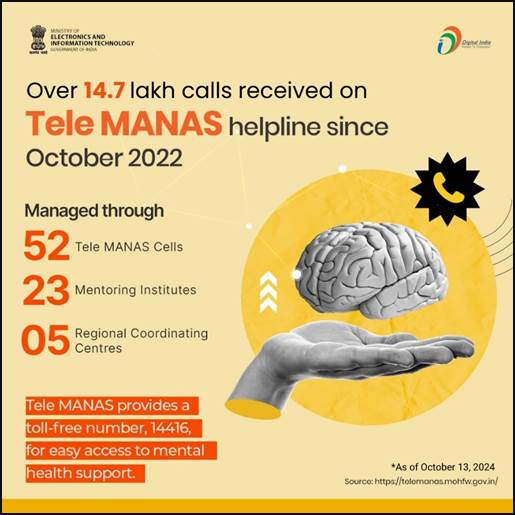 MINISTRY OF
ELECTRONICS AND
INFORMATION TECHNOLOGY
GOVERNMENT OF INDIA
Digital India
Power To Empower
Over 14.7 lakh calls received on
Tele MANAS helpline since
October 2022
Managed through
52 Tele MANAS Cells
23 Mentoring Institutes
05 Regional Coordinating
Centres
Tele MANAS provides a
toll-free number, 14416,
for easy access to mental
health support.
*As of October 13, 2024
Source: https://telemanas.mohfw.gov.in/